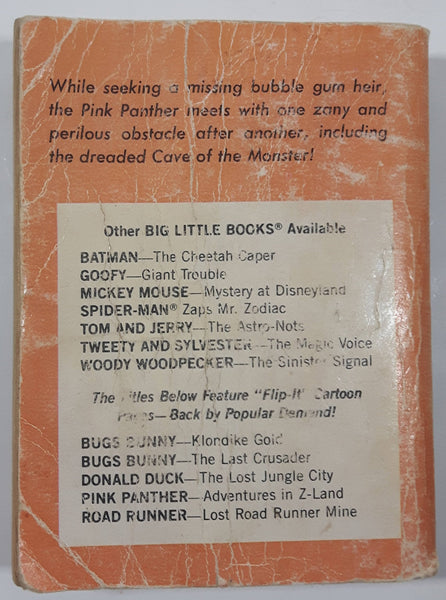 While seeking a missing bubble gum heir,
the Pink Panther meets with one zany and
perilous obstacle after another, including
the dreaded Cave of the Monster!
Other BIG LITTLE BOOKS® Available
BATMAN—The Cheetah Caper
GOOFY—Giant Trouble
MICKEY MOUSE—Mystery at Disneyland
SPIDER-MAN® Zaps Mr. Zodiac
TOM AND JERRY—The Astro-Nots
TWEETY AND SYLVESTER—The Magic Voice
WOODY WOODPECKER—The Sinister Signal
The Titles Below Feature "Flip-It" Cartoon
Pages—Back by Popular Demand!
BUGS BUNNY—Klondike Gold
BUGS BUNNY—The Last Crusader
DONALD DUCK—The Lost Jungle City
PINK PANTHER—Adventures in Z-Land
ROAD RUNNER—Lost Road Runner Mine